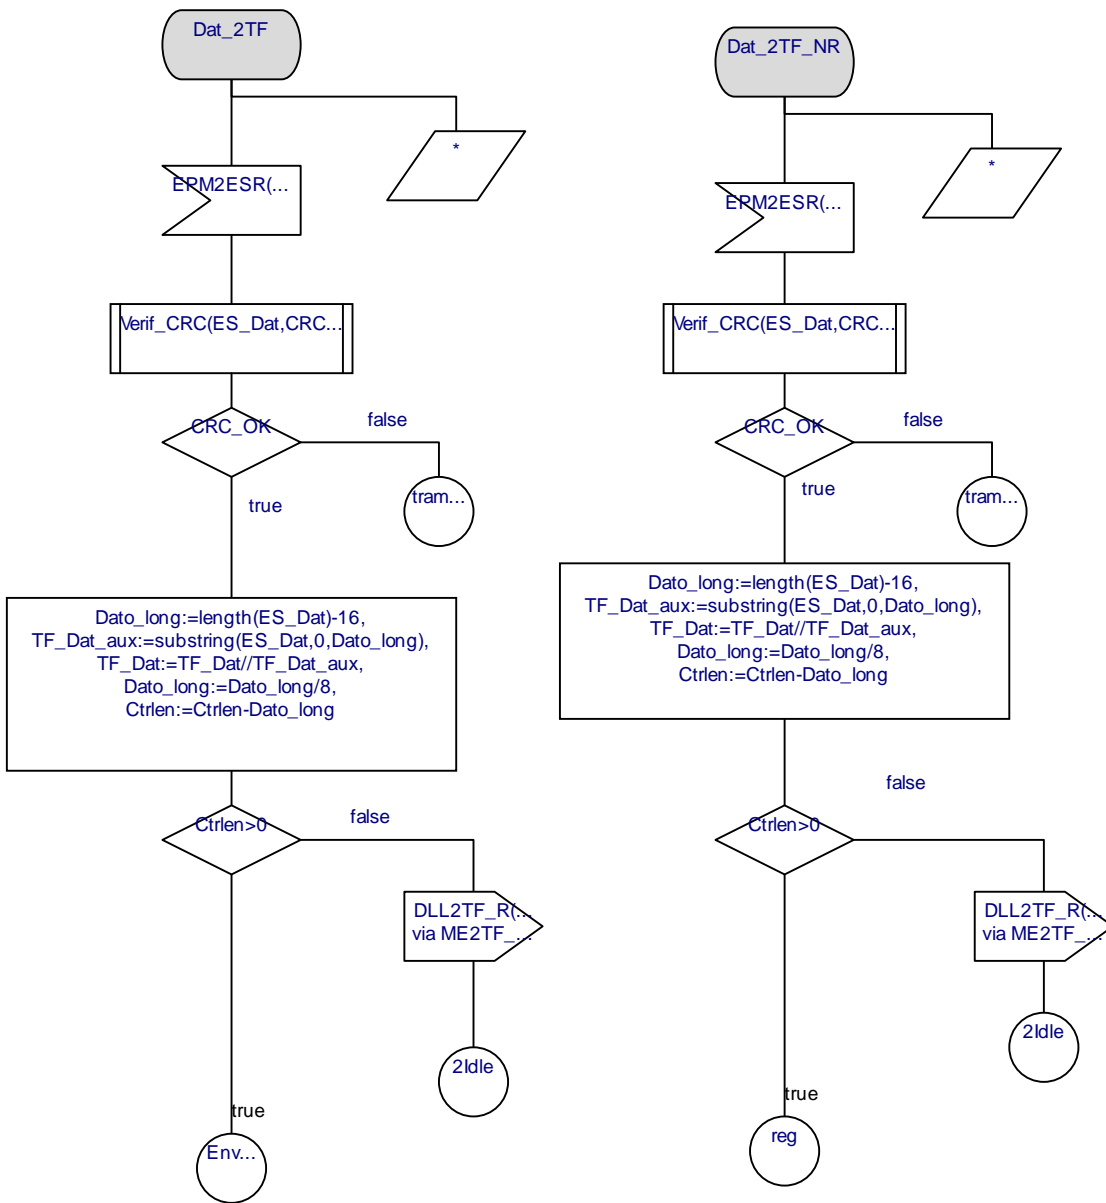 Dat_2TF
*
EPM2ESR(...
Verif_CRC(ES_Dat,CRC...
CRC_OK
false
true
tram...
Dato_long:=length(ES_Dat)-16,
TF_Dat_aux:=substring(ES_Dat,0,Dato_long),
TF_Dat:=TF_Dat//TF_Dat_aux,
Dato_long:=Dato_long/8,
Ctrlen:=Ctrlen-Dato_long
Ctrlen>0
false
DLL2TF_R(...
via ME2TF_...
2Idle
true
Env...
Dat_2TF_NR
*
EPM2ESR(...
Verif_CRC(ES_Dat,CRC...
CRC_OK
false
true
tram...
Dato_long:=length(ES_Dat)-16,
TF_Dat_aux:=substring(ES_Dat,0,Dato_long),
TF_Dat:=TF_Dat//TF_Dat_aux,
Dato_long:=Dato_long/8,
Ctrlen:=Ctrlen-Dato_long
false
Ctrlen>0
DLL2TF_R(...
via ME2TF_...
2Idle
true
reg